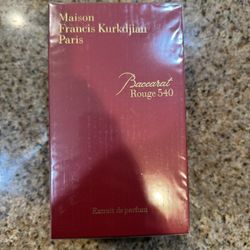 Maison
Francis Kurkdjian
Paris
Baccarat
Rouge 540
Extrait de parfum